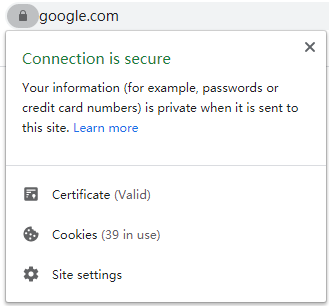 google.com
Connection is secure
Your information (for example, passwords or
credit card numbers) is private when it is sent to
this site. Learn more
Certificate (Valid)
Cookies (39 in use)
Site settings